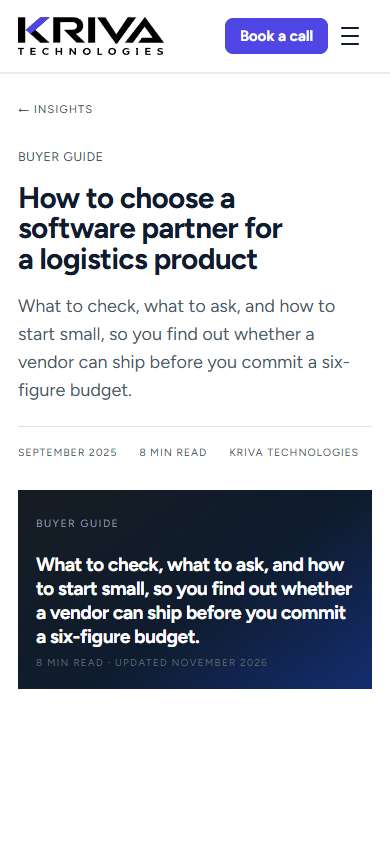 KRIVA
TECHNOLOGIES
Book a call
← INSIGHTS
BUYER GUIDE
How to choose a
software partner for
a logistics product
What to check, what to ask, and how to
start small, so you find out whether a
vendor can ship before you commit a six-
figure budget.
SEPTEMBER 2025 8 MIN READ KRIVA TECHNOLOGIES
BUYER GUIDE
What to check, what to ask, and how
to start small, so you find out whether
a vendor can ship before you commit
a six-figure budget.
8 MIN READ · UPDATED NOVEMBER 2026